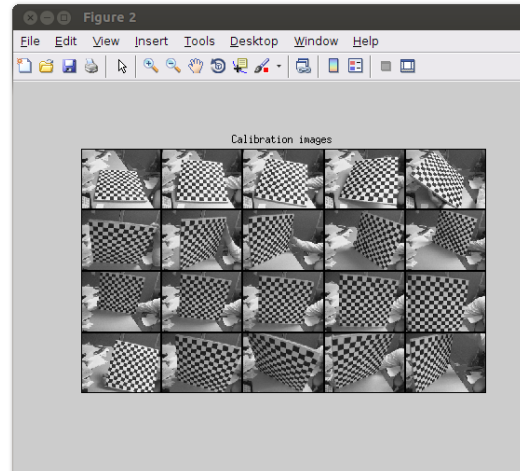 Figure 2
File Edit View Insert Tools Desktop Window Help
Calibration images